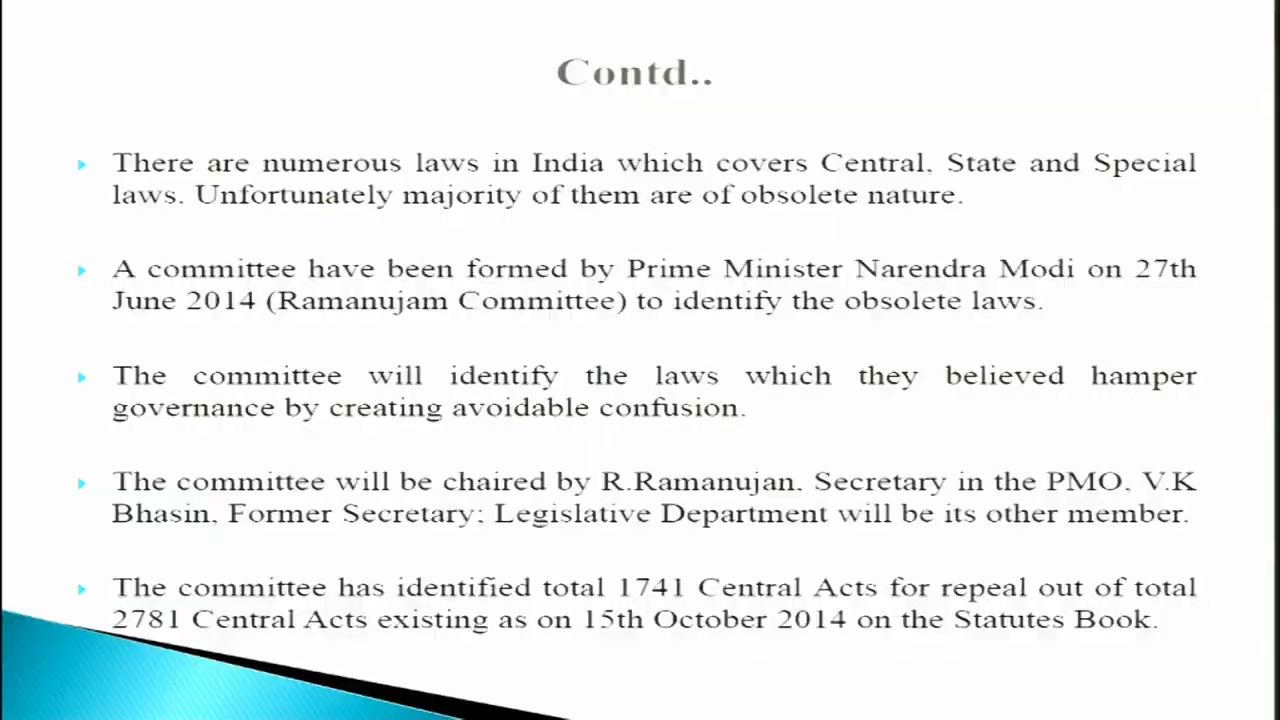 Contd..
There are numerous laws in India which covers Central, State and Special
laws. Unfortunately majority of them are of obsolete nature.
A committee have been formed by Prime Minister Narendra Modi on 27th
June 2014 (Ramanujam Committee) to identify the obsolete laws.
The committee will identify the laws which they believed hamper
governance by creating avoidable confusion.
The committee will be chaired by R.Ramanujan, Secretary in the PMO, V.K
Bhasin, Former Secretary; Legislative Department will be its other member.
The committee has identified total 1741 Central Acts for repeal out of total
2781 Central Acts existing as on 15th October 2014 on the Statutes Book.